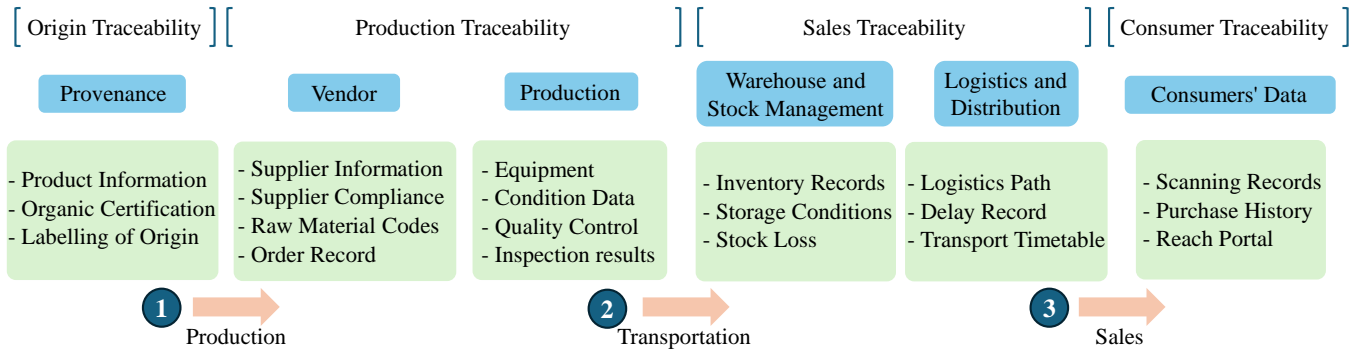 Origin Traceability
Production Traceability
Sales Traceability
Consumer Traceability
Provenance
Vendor
Production
Warehouse and
Stock Management
Logistics and
Distribution
Consumers' Data
- Product Information
- Organic Certification
- Labelling of Origin
- Supplier Information
- Supplier Compliance
- Raw Material Codes
- Order Record
- Equipment
- Condition Data
- Quality Control
- Inspection results
- Inventory Records
- Storage Conditions
- Stock Loss
- Logistics Path
- Delay Record
- Transport Timetable
- Scanning Records
- Purchase History
- Reach Portal
1
Production
2
Transportation
3
Sales